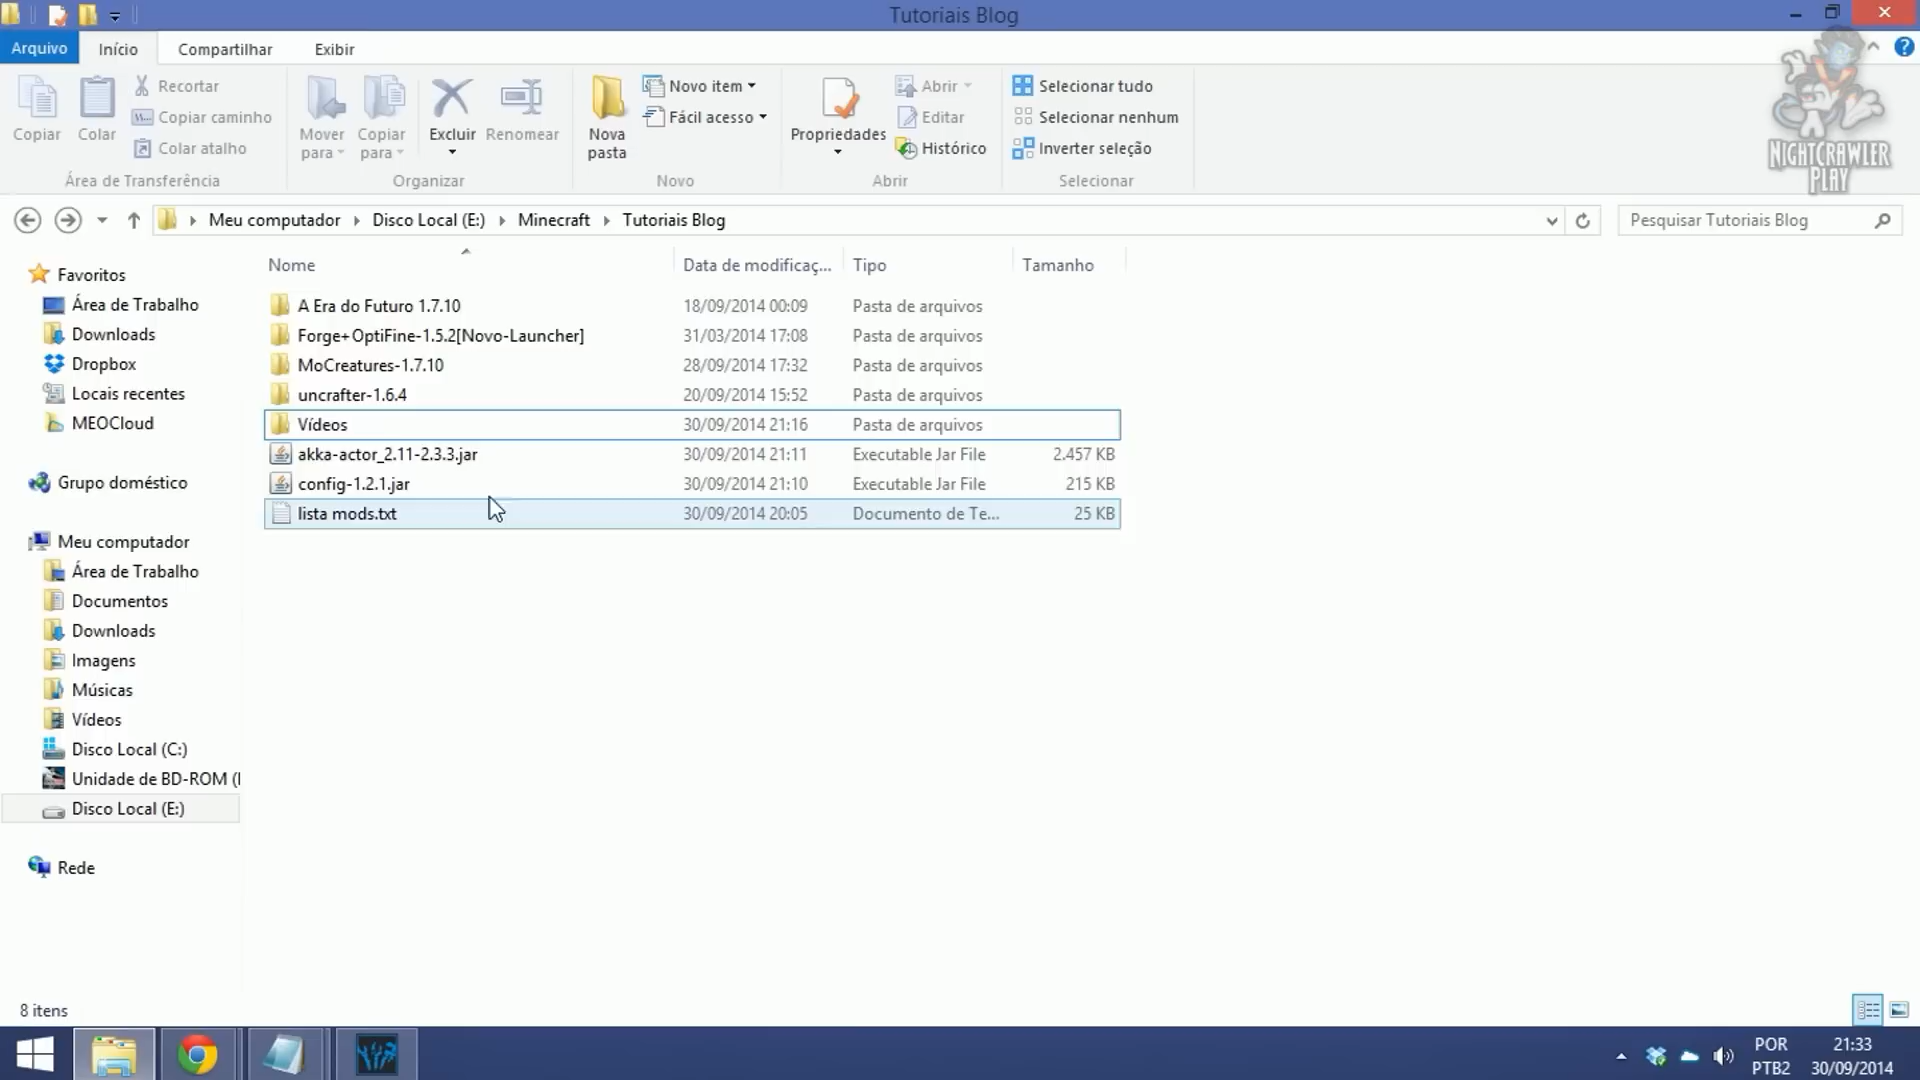 Tutoriais Blog
Arquivo Início Compartilhar Exibir
Copiar
Colar
Recortar
Copiar caminho
Colar atalho
Área de Transferência
Mover para
Copiar para
Excluir
Renomear
Organizar
Nova pasta
Novo item
Fácil acesso
Novo
Propriedades
Abrir
Editar
Histórico
Abrir
Selecionar tudo
Selecionar nenhum
Inverter seleção
Selecionar
NIGHTCRAWLER
PLAY
Meu computador Disco Local (E:) Minecraft Tutoriais Blog
Pesquisar Tutoriais Blog
Favoritos
Área de Trabalho
Downloads
Dropbox
Locais recentes
MEOCloud
Grupo doméstico
Meu computador
Área de Trabalho
Documentos
Downloads
Imagens
Músicas
Vídeos
Disco Local (C:)
Unidade de BD-ROM (
Disco Local (E:)
Rede
Nome Data de modificaç... Tipo Tamanho
A Era do Futuro 1.7.10 18/09/2014 00:09 Pasta de arquivos
Forge+OptiFine-1.5.2[Novo-Launcher] 31/03/2014 17:08 Pasta de arquivos
MoCreatures-1.7.10 28/09/2014 17:32 Pasta de arquivos
uncrafter-1.6.4 20/09/2014 15:52 Pasta de arquivos
Vídeos 30/09/2014 21:16 Pasta de arquivos
akka-actor_2.11-2.3.3.jar 30/09/2014 21:11 Executable Jar File 2.457 KB
config-1.2.1.jar 30/09/2014 21:10 Executable Jar File 215 KB
lista mods.txt 30/09/2014 20:05 Documento de Te... 25 KB
8 itens
POR
PTB2
21:33
30/09/2014